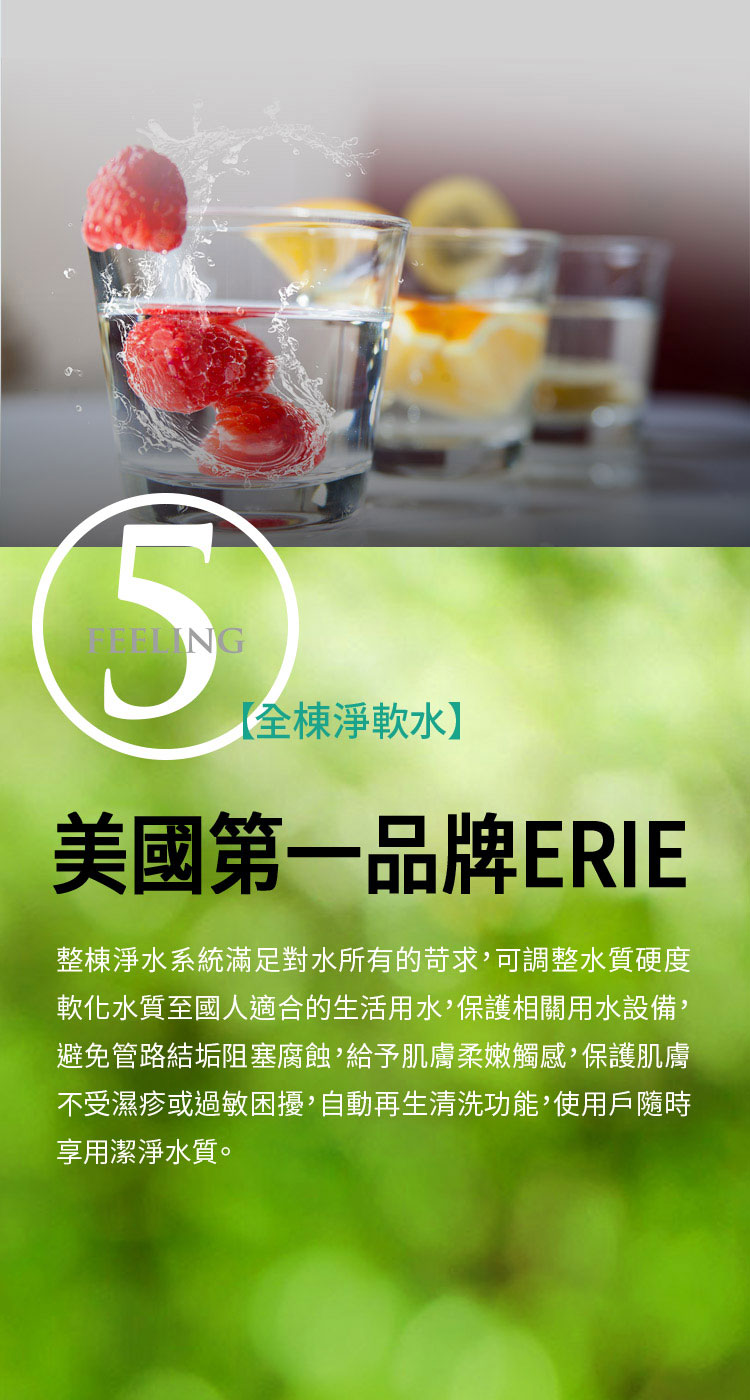 5
FEELING
【全棟淨軟水】
美國第一品牌ERIE
整棟淨水系統滿足對水所有的苛求，可調整水質硬度
軟化水質至國人適合的生活用水，保護相關用水設備，
避免管路結垢阻塞腐蝕，給予肌膚柔嫩觸感，保護肌膚
不受濕疹或過敏困擾，自動再生清洗功能，使用戶隨時
享用潔淨水質。